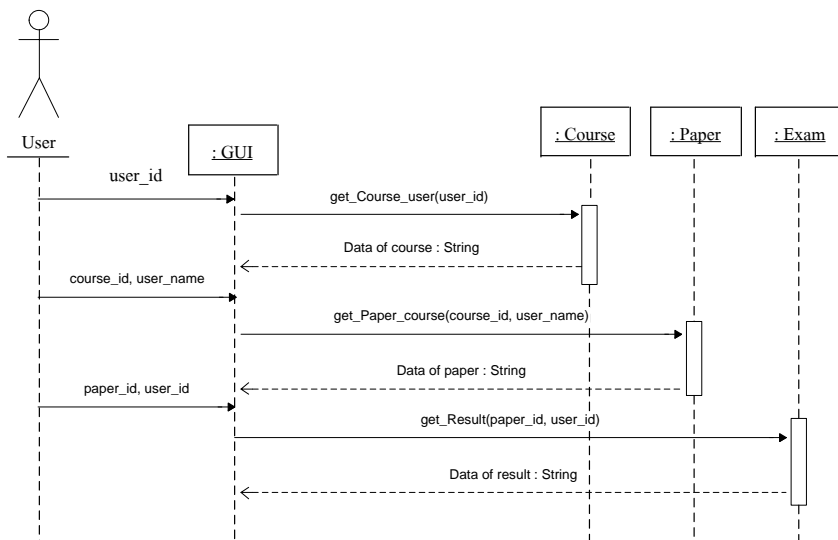 User
: GUI
: Course
: Paper
: Exam
user_id
get_Course_user(user_id)
Data of course : String
course_id, user_name
get_Paper_course(course_id, user_name)
Data of paper : String
paper_id, user_id
get_Result(paper_id, user_id)
Data of result : String